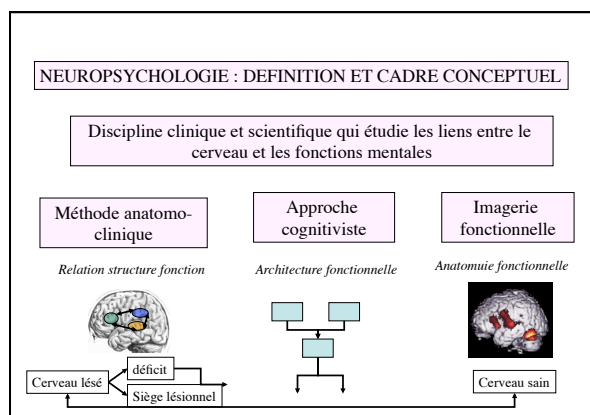 NEUROPSYCHOLOGIE : DEFINITION ET CADRE CONCEPTUEL
Discipline clinique et scientifique qui étudie les liens entre le
cerveau et les fonctions mentales
Méthode anatomo-
clinique
Relation structure fonction
Approche
cognitiviste
Architecture fonctionnelle
Imagerie
fonctionnelle
Anatomuie fonctionnelle
Cerveau lésé
déficit
Siège lésionnel
Cerveau sain